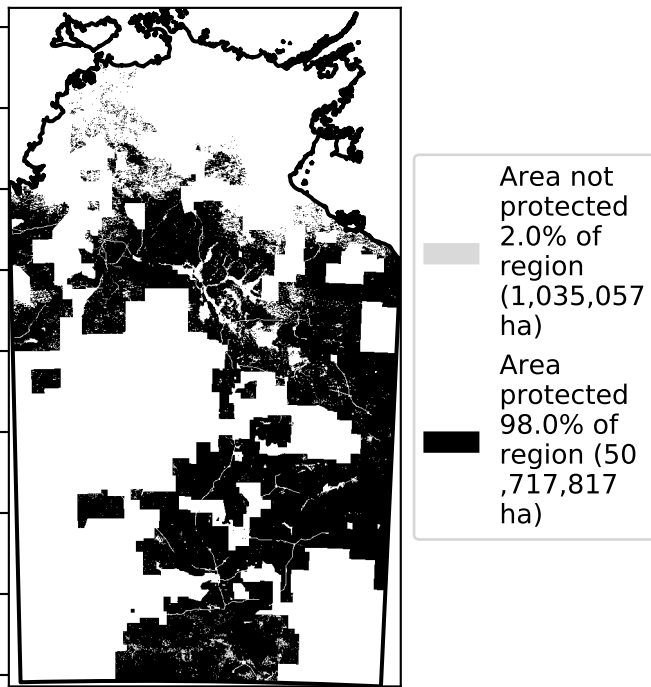 Area not
protected
2.0% of
region
(1,035,057
ha)
Area
protected
98.0% of
region (50
,717,817
ha)